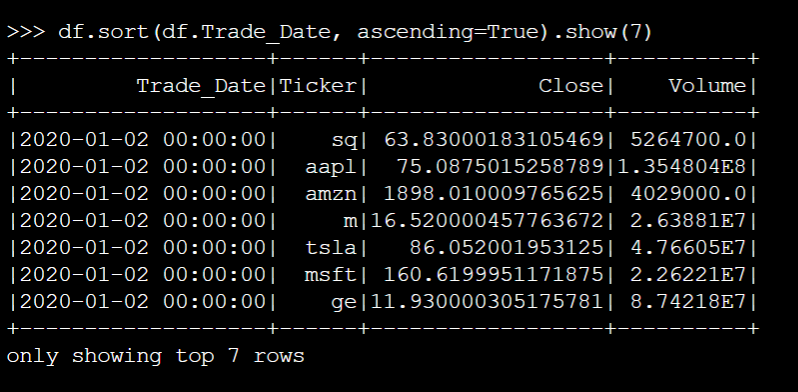 >>> df.sort(df.Trade_Date, ascending=True).show(7)
+-------------------+------+------------------+----------+
|         Trade_Date|Ticker|             Close|    Volume|
+-------------------+------+------------------+----------+
|2020-01-02 00:00:00|    sq| 63.83000183105469| 5264700.0|
|2020-01-02 00:00:00|  aapl|  75.0875015258789|1.354804E8|
|2020-01-02 00:00:00|  amzn| 1898.010009765625| 4029000.0|
|2020-01-02 00:00:00|     m|16.520000457763672| 2.63881E7|
|2020-01-02 00:00:00|  tsla|   86.052001953125| 4.76605E7|
|2020-01-02 00:00:00|  msft| 160.6199951171875| 2.26221E7|
|2020-01-02 00:00:00|    ge|11.930000305175781| 8.74218E7|
+-------------------+------+------------------+----------+
only showing top 7 rows